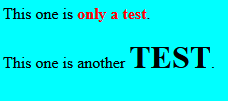 This one is only a test.
This one is another TEST.